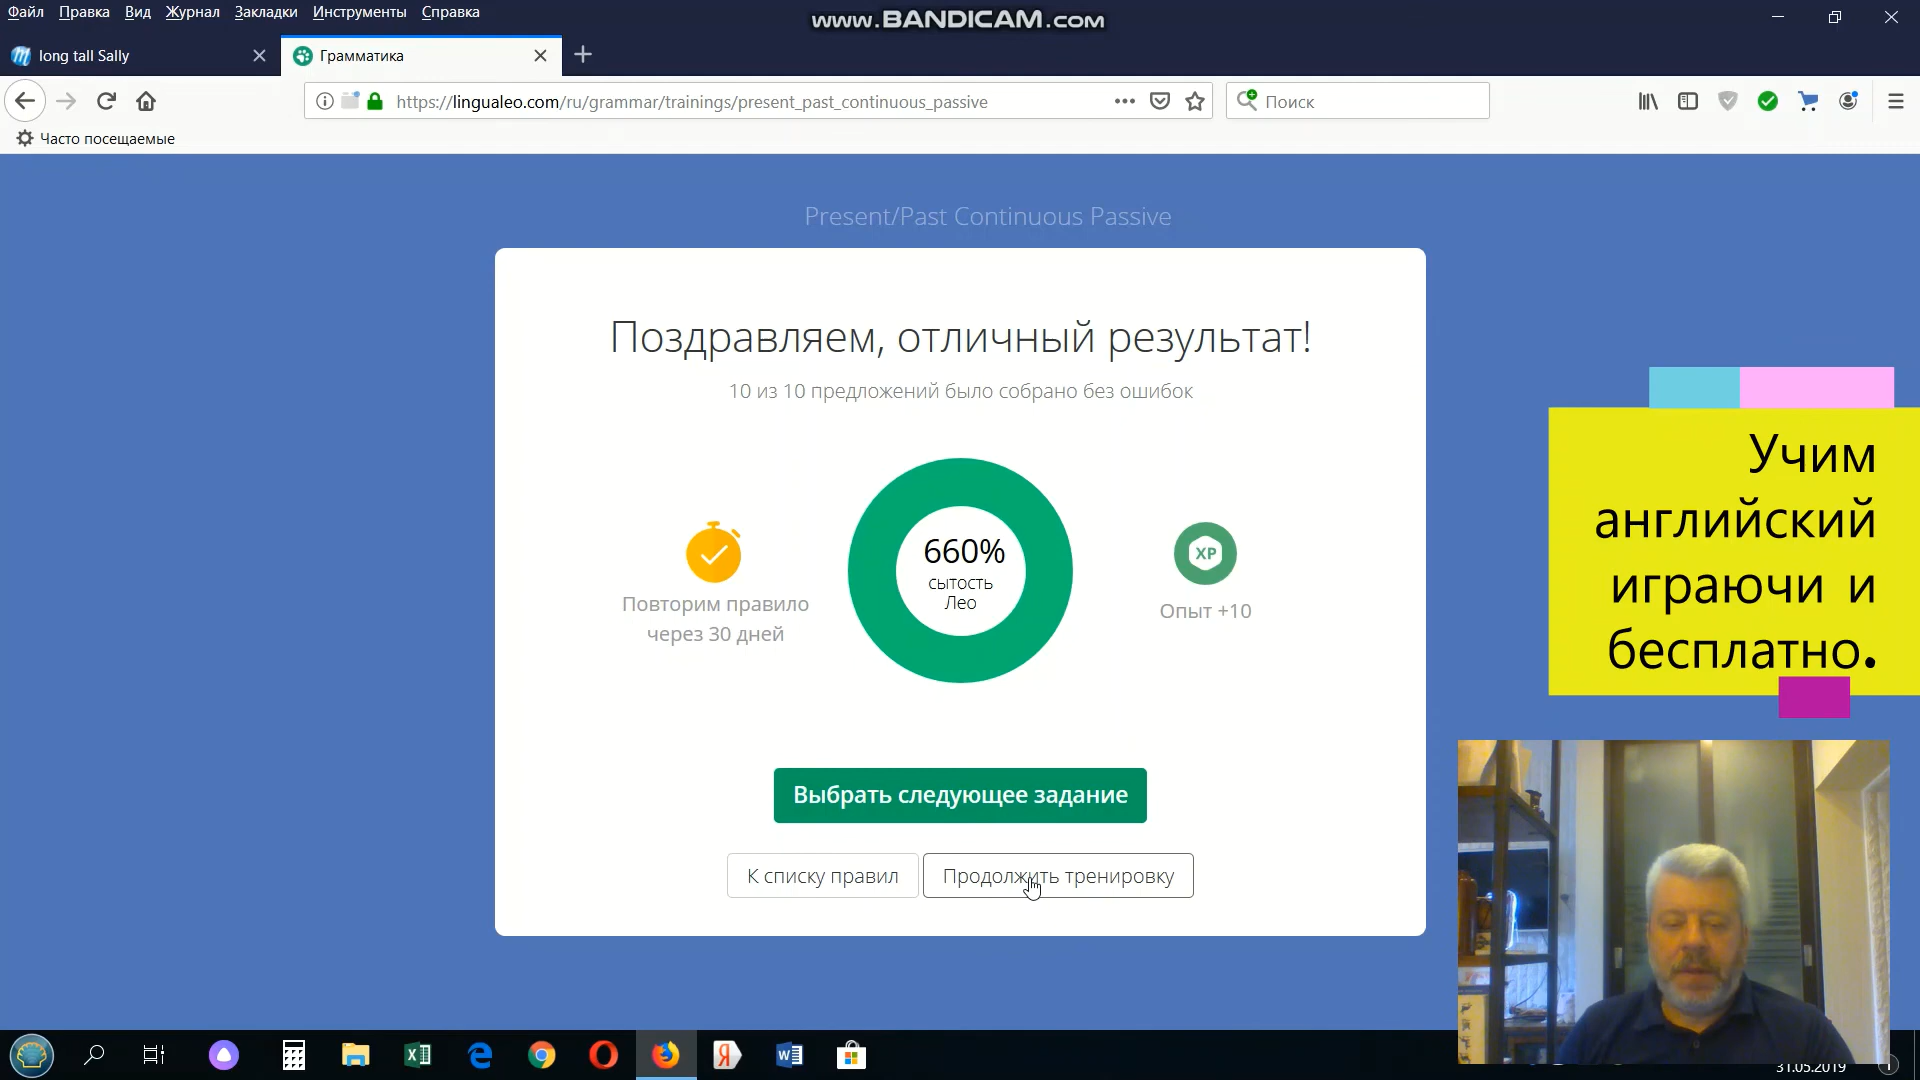 Файл Правка Вид Журнал Закладки Инструменты Справка
www.BANDICAM.com
long tall Sally
Грамматика
https://lingualeo.com/ru/grammar/trainings/present_past_continuous_passive
Поиск
Часто посещаемые
Present/Past Continuous Passive
Поздравляем, отличный результат!
10 из 10 предложений было собрано без ошибок
660%
сытость
Лео
Повторим правило
через 30 дней
XP
Опыт +10
Выбрать следующее задание
К списку правил
Продолжить тренировку
Учим
английский
играючи и
бесплатно.
31.05.2019